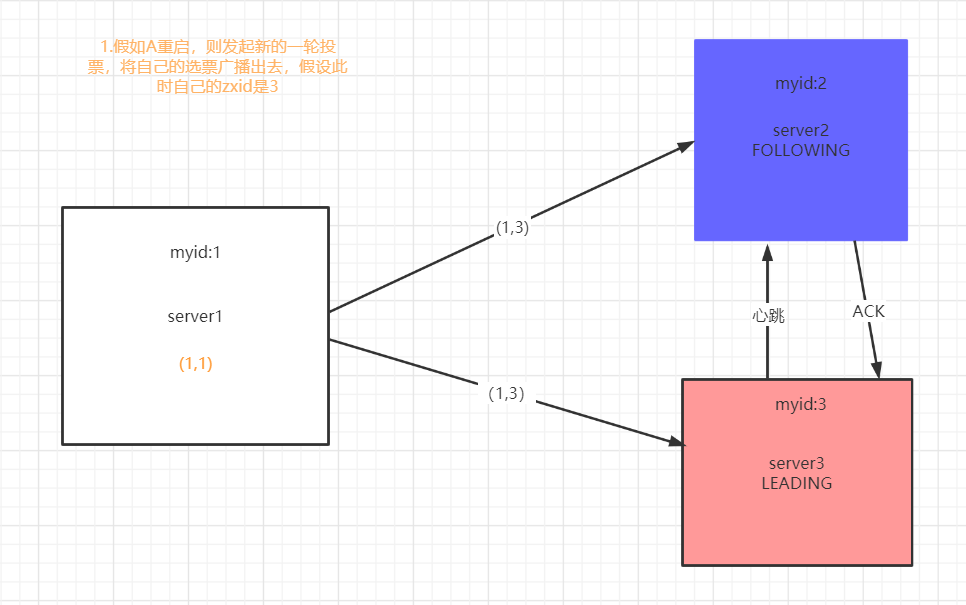 1.假如A重启，则发起新的一轮投
票，将自己的选票广播出去，假设此
时自己的zxid是3
myid:2
server2
FOLLOWING
(1,3)
myid:1
server1
(1,1)
心跳
ACK
(1,3)
myid:3
server3
LEADING